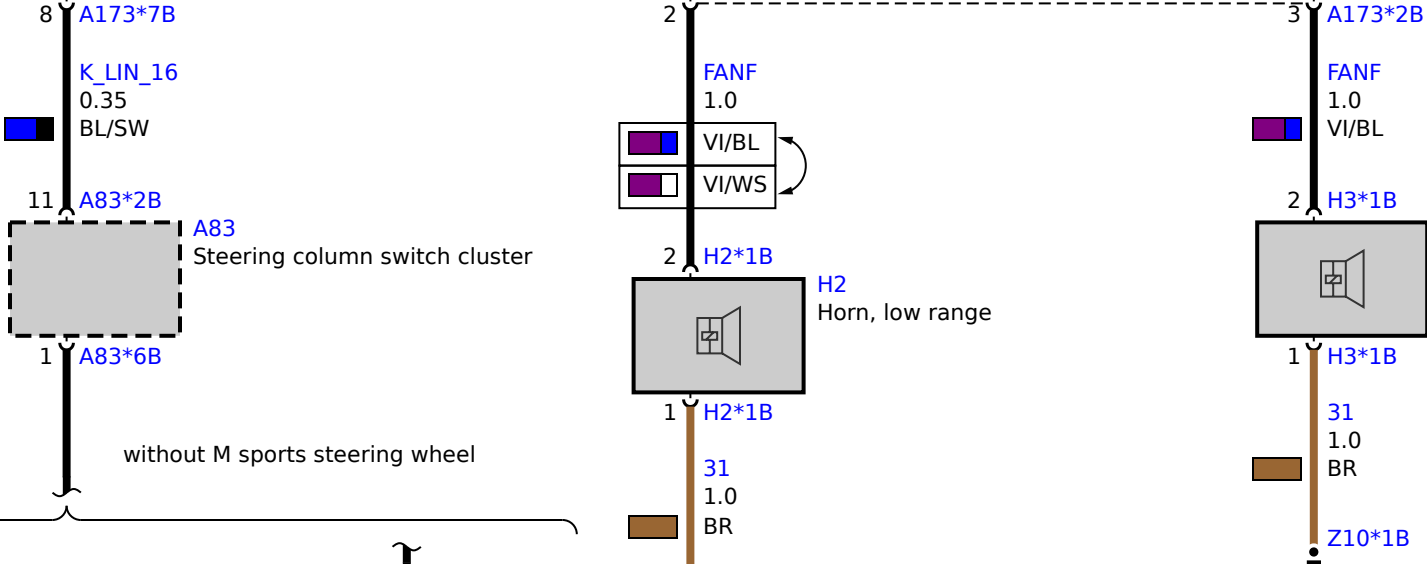 8 A173*7B
K_LIN_16
0.35
BL/SW
11 A83*2B
A83
Steering column switch cluster
1 A83*6B
without M sports steering wheel
2
FANF
1.0
VI/BL
VI/WS
2 H2*1B
H2
Horn, low range
1 H2*1B
31
1.0
BR
3 A173*2B
FANF
1.0
VI/BL
2 H3*1B
1 H3*1B
31
1.0
BR
Z10*1B